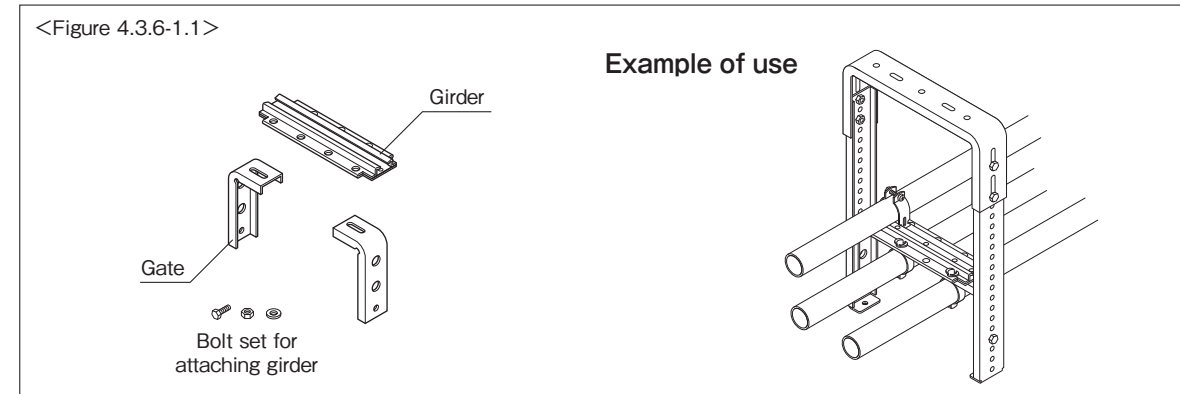 <Figure 4.3.6-1.1>
Example of use
Girder
Gate
Bolt set for
attaching girder